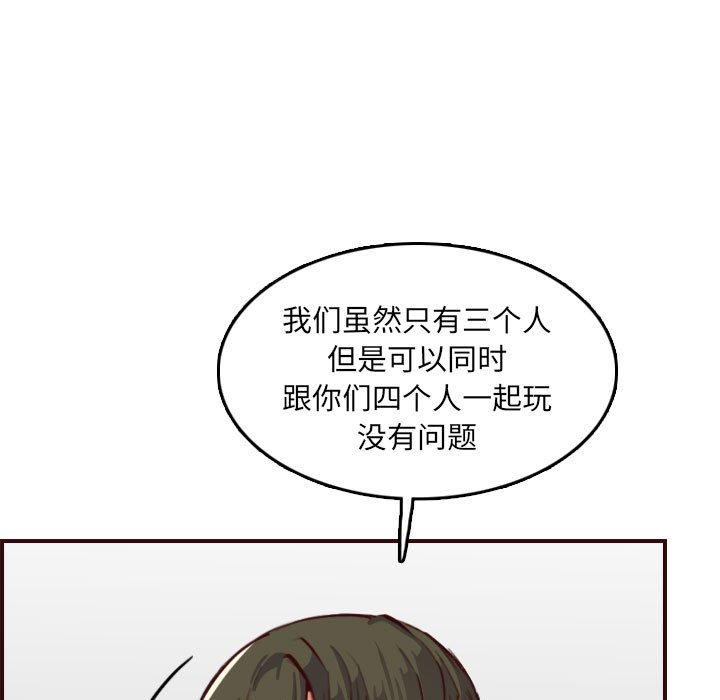 我们虽然只有三个人
但是可以同时
跟你们四个人一起玩
没有问题